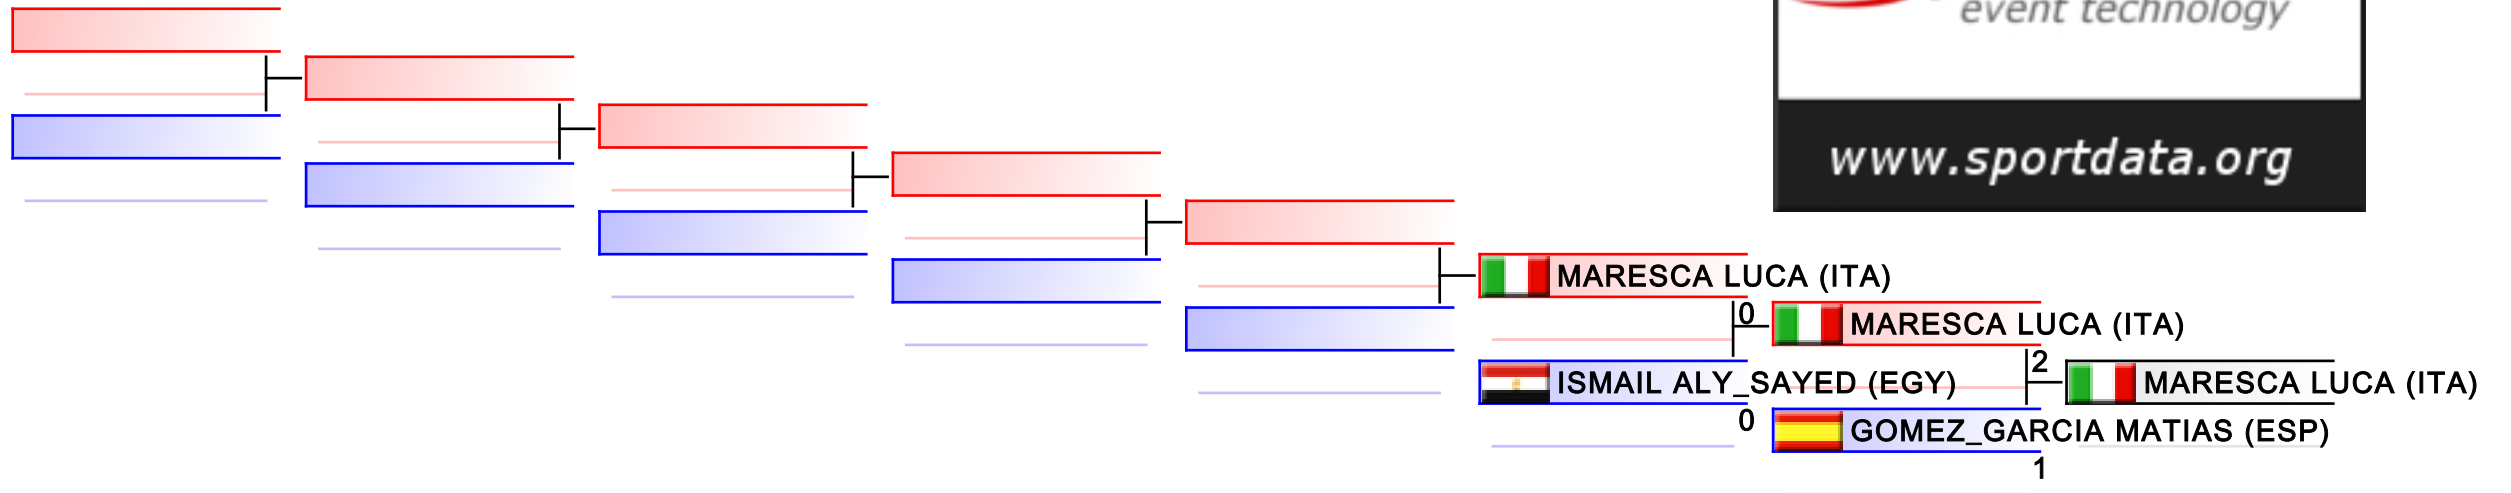 event technology
www.sportdata.org
MARESCA LUCA (ITA)
0
MARESCA LUCA (ITA)
2
ISMAIL ALY_SAYED (EGY)
MARESCA LUCA (ITA)
0
GOMEZ_GARCIA MATIAS (ESP)
1